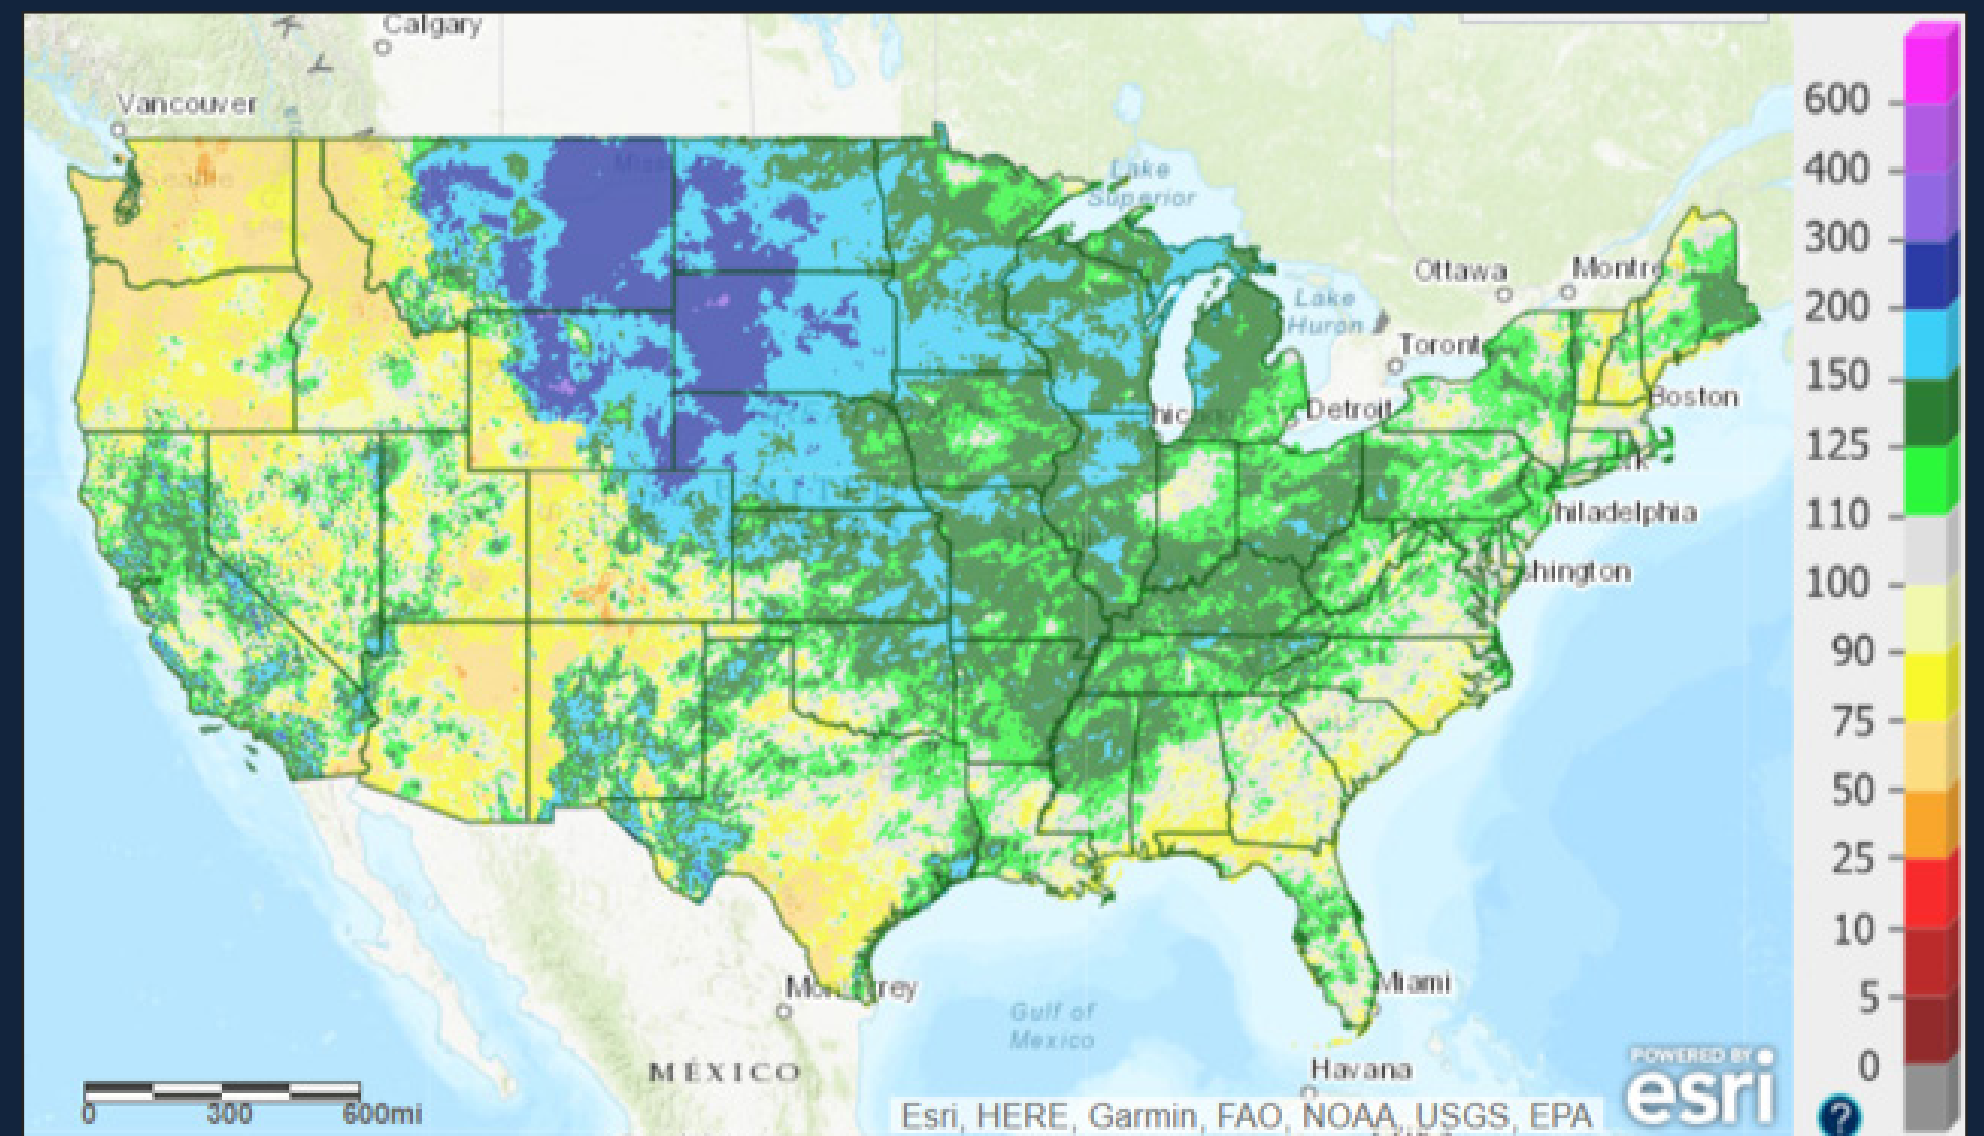 Calgary
Vancouver
Seattle
Lake
Superior
Ottawa
Montre
Lake
Huron
Toront
Boston
hicago
Detroit
hiladelphia
shington
Miami
Gulf of
Mexico
MÉXICO
Havana
600
400
300
200
150
125
110
100
90
75
50
25
10
5
0
0 300 600mi
Esri, HERE, Garmin, FAO, NOAA, USGS, EPA
POWERED BY
esri
?